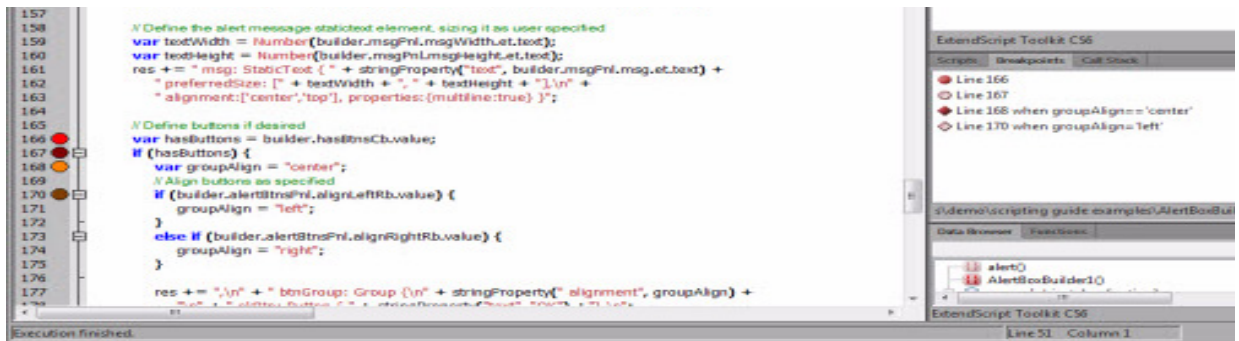 157
158 // Define the alert message statictext element, sizing it as user specified
159 var textWidth = Number(builder.msgPnl.msgWidth.et.text);
160 var textHeight = Number(builder.msgPnl.msgHeight.et.text);
161 res += " msg: StaticText { " + stringProperty("text", builder.msgPnl.msg.et.text) +
162 " preferredSize: [" + textWidth + ", " + textHeight + "],\n" +
163 " alignment:['center','top'], properties:{multiline:true} }";
164
165 // Define buttons if desired
166 var hasButtons = builder.hasBtnsCb.value;
167 if (hasButtons) {
168 var groupAlign = "center";
169 // Align buttons as specified
170 if (builder.alertBtnsPnl.alignLeftRb.value) {
171 groupAlign = "left";
172 }
173 else if (builder.alertBtnsPnl.alignRightRb.value) {
174 groupAlign = "right";
175 }
176
177 res += ",\n" + " btnGroup: Group {\n" + stringProperty(" alignment", groupAlign) +
Execution finished.
ExtendScript Toolkit CS6
Scripts Breakpoints Call Stack
Line 166
Line 167
Line 168 when groupAlign=='center'
Line 170 when groupAlign='left'
s\demo\scripting guide examples\AlertBoxBuil
Data Browser Functions
alert()
AlertBoxBuilder1()
ExtendScript Toolkit CS6
Line 51 Column 1